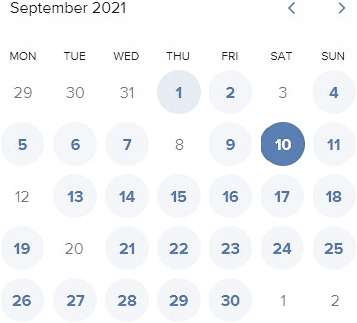 September 2021
MON TUE WED THU FRI SAT SUN
29 30 31 1 2 3 4
5 6 7 8 9 10 11
12 13 14 15 16 17 18
19 20 21 22 23 24 25
26 27 28 29 30 1 2